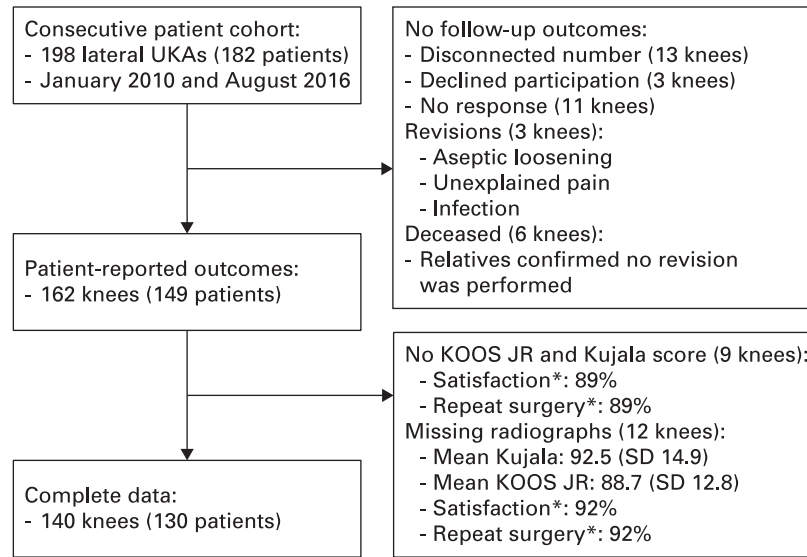 Consecutive patient cohort:
- 198 lateral UKAs (182 patients)
- January 2010 and August 2016
No follow-up outcomes:
- Disconnected number (13 knees)
- Declined participation (3 knees)
- No response (11 knees)
Revisions (3 knees):
- Aseptic loosening
- Unexplained pain
- Infection
Deceased (6 knees):
- Relatives confirmed no revision
was performed
Patient-reported outcomes:
- 162 knees (149 patients)
No KOOS JR and Kujala score (9 knees):
- Satisfaction*: 89%
- Repeat surgery*: 89%
Missing radiographs (12 knees):
- Mean Kujala: 92.5 (SD 14.9)
- Mean KOOS JR: 88.7 (SD 12.8)
- Satisfaction*: 92%
- Repeat surgery*: 92%
Complete data:
- 140 knees (130 patients)